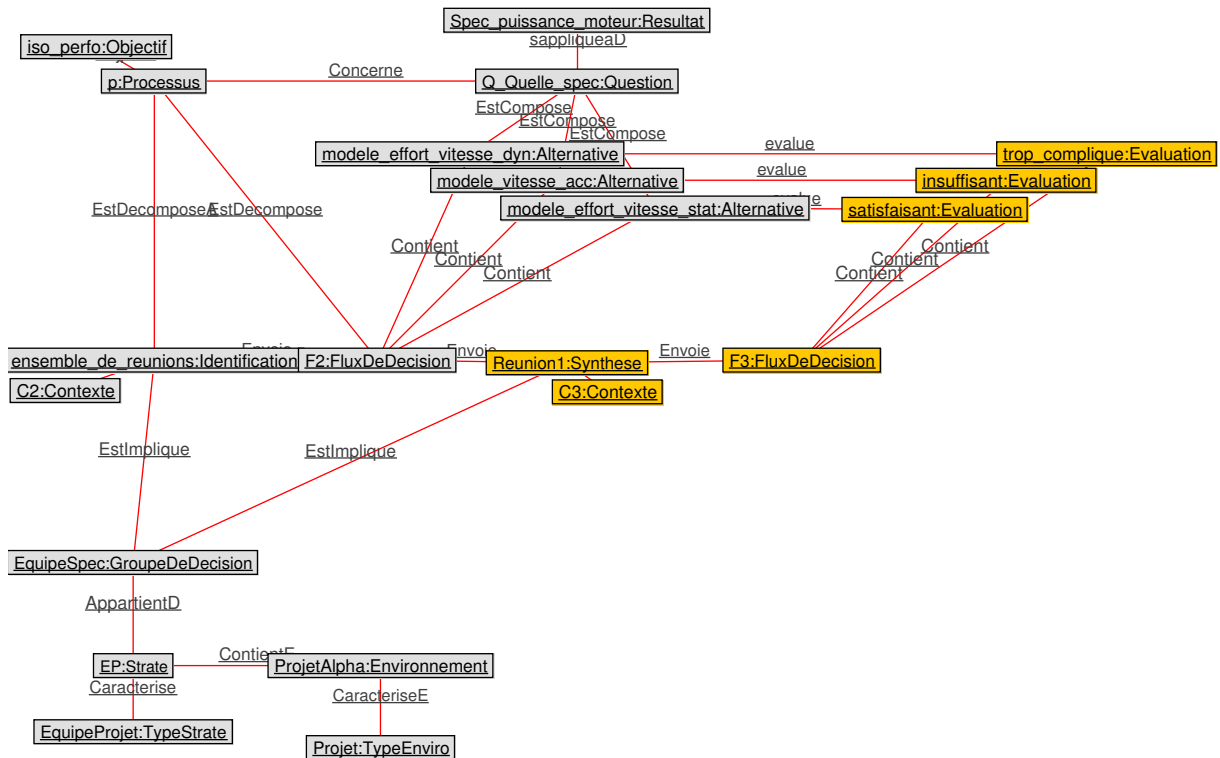 Spec_puissance_moteur:Resultat
sappliqueaD
iso_perfo:Objectif
p:Processus
Concerne
Q_Quelle_spec:Question
EstCompose
EstCompose
EstCompose
modele_effort_vitesse_dyn:Alternative
evalue
trop_complique:Evaluation
modele_vitesse_acc:Alternative
evalue
insuffisant:Evaluation
modele_effort_vitesse_stat:Alternative
evalue
satisfaisant:Evaluation
EstDecomposeA
EstDecompose
Contient
Contient
Contient
Contient
Contient
Contient
Envoie
Envoie
Envoie
ensemble_de_reunions:Identification
F2:FluxDeDecision
Reunion1:Synthese
F3:FluxDeDecision
C2:Contexte
C3:Contexte
EstImplique
EstImplique
EquipeSpec:GroupeDeDecision
AppartientD
EP:Strate
ContientE
ProjetAlpha:Environnement
Caracterise
CaracteriseE
EquipeProjet:TypeStrate
Projet:TypeEnviro